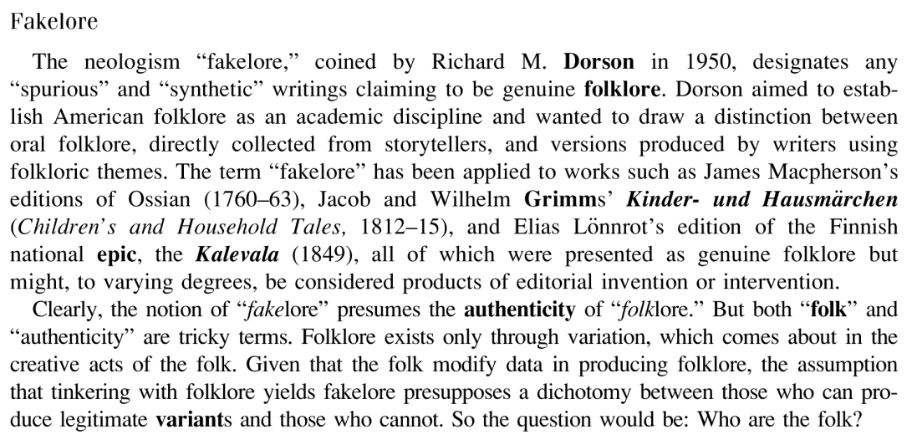 Fakelore
The neologism “fakelore,” coined by Richard M. Dorson in 1950, designates any
“spurious” and “synthetic” writings claiming to be genuine folklore. Dorson aimed to estab-
lish American folklore as an academic discipline and wanted to draw a distinction between
oral folklore, directly collected from storytellers, and versions produced by writers using
folkloric themes. The term “fakelore” has been applied to works such as James Macpherson’s
editions of Ossian (1760–63), Jacob and Wilhelm Grimms’ Kinder- und Hausmärchen
(Children’s and Household Tales, 1812–15), and Elias Lönnrot’s edition of the Finnish
national epic, the Kalevala (1849), all of which were presented as genuine folklore but
might, to varying degrees, be considered products of editorial invention or intervention.
Clearly, the notion of “fakelore” presumes the authenticity of “folklore.” But both “folk” and
“authenticity” are tricky terms. Folklore exists only through variation, which comes about in the
creative acts of the folk. Given that the folk modify data in producing folklore, the assumption
that tinkering with folklore yields fakelore presupposes a dichotomy between those who can pro-
duce legitimate variants and those who cannot. So the question would be: Who are the folk?